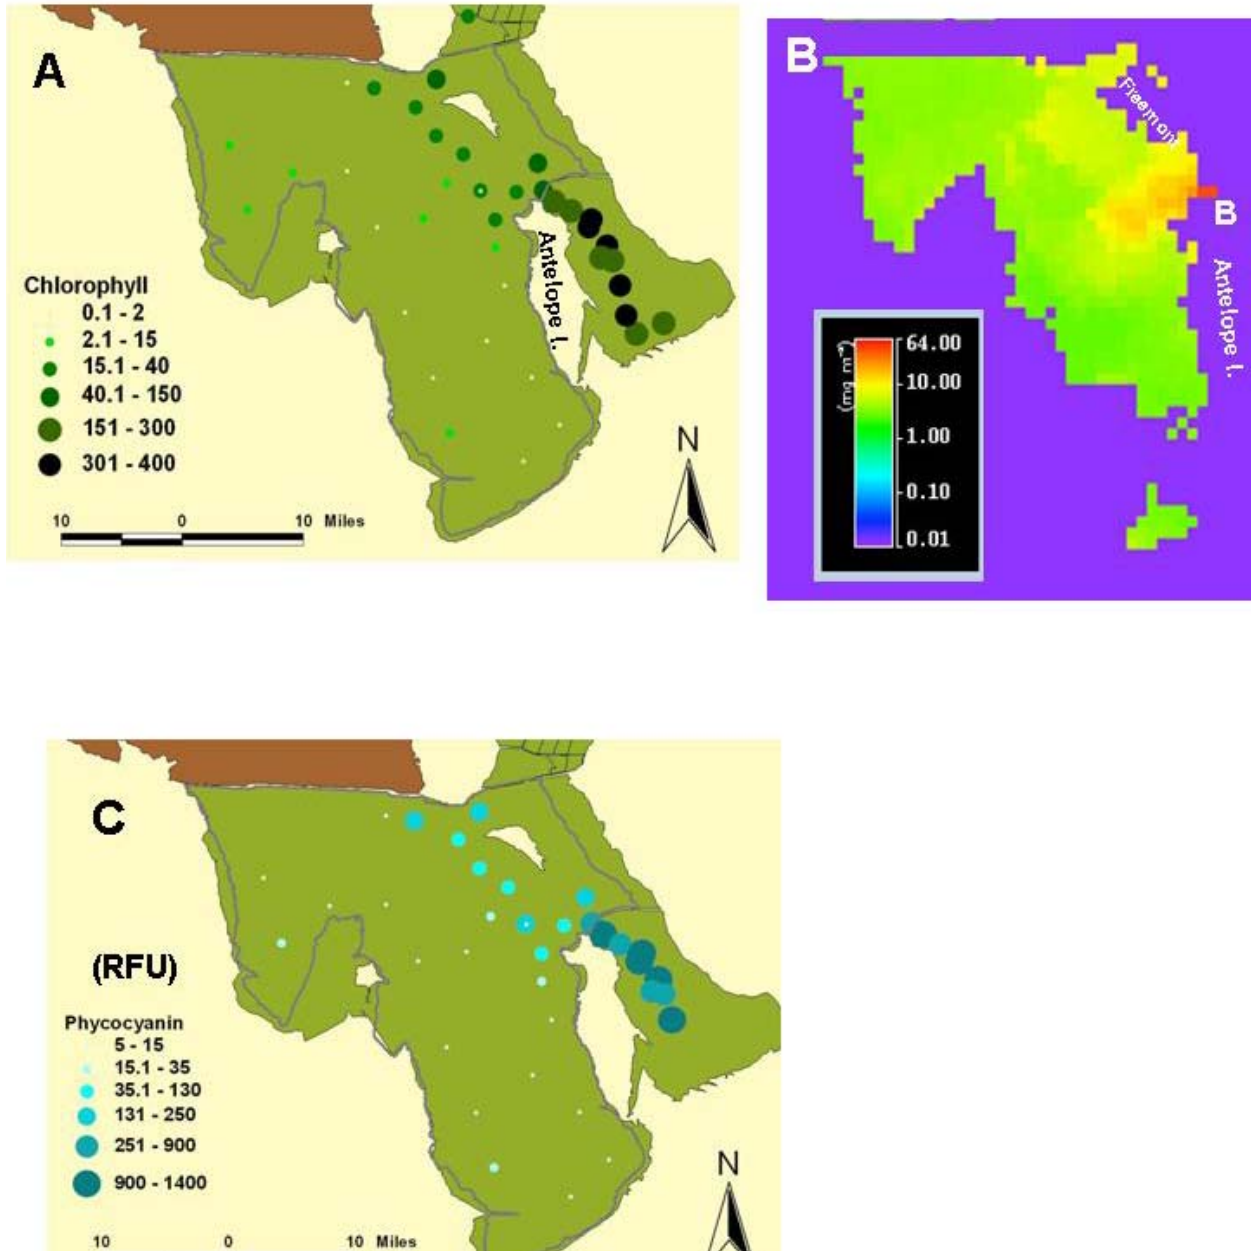 A
Antelope I.
Chlorophyll
0.1 - 2
2.1 - 15
15.1 - 40
40.1 - 150
151 - 300
301 - 400
10 0 10 Miles
N
B
Freemont
B
Antelope I.
(mg m⁻³)
64.00
10.00
1.00
0.10
0.01
C
(RFU)
Phycocyanin
5 - 15
15.1 - 35
35.1 - 130
131 - 250
251 - 900
900 - 1400
10 0 10 Miles
N